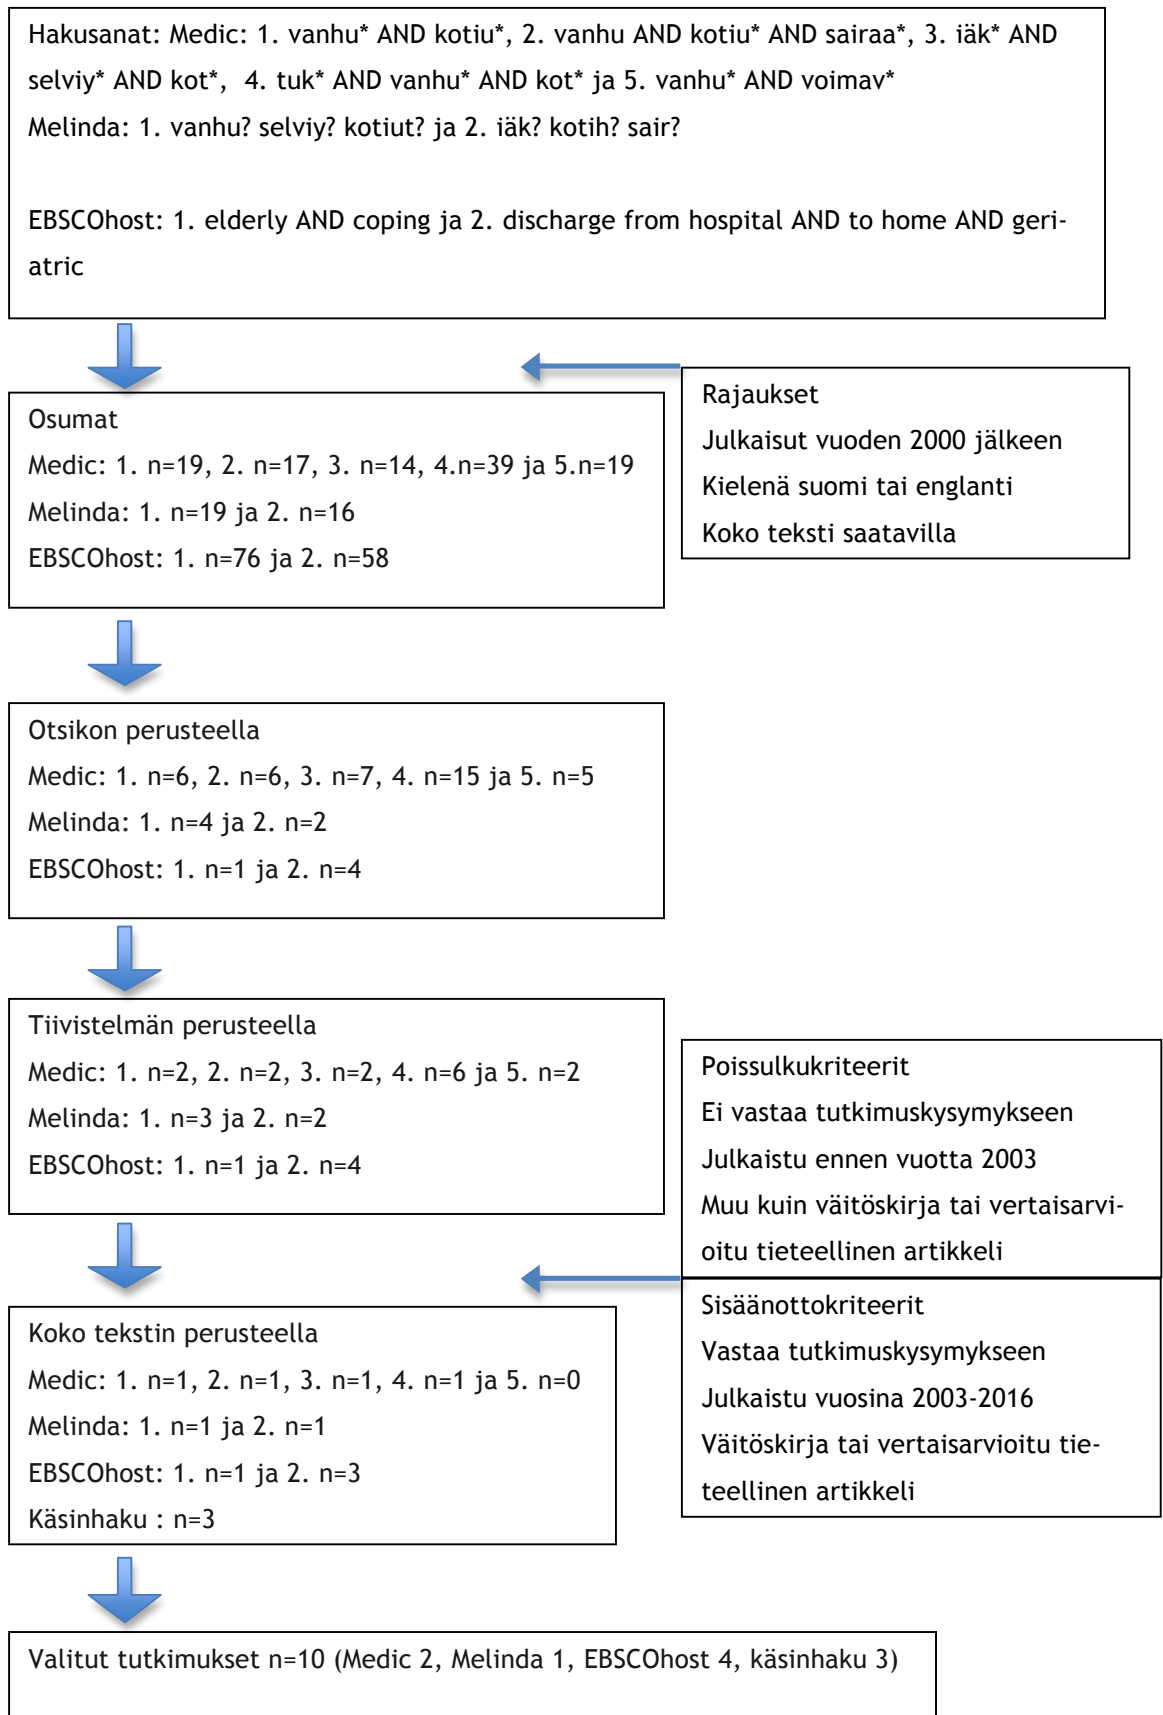 Hakusanat: Medic: 1. vanhu* AND kotiu*, 2. vanhu AND kotiu* AND sairaa*, 3. iäk* AND
selviy* AND kot*, 4. tuk* AND vanhu* AND kot* ja 5. vanhu* AND voimav*
Melinda: 1. vanhu? selviy? kotiut? ja 2. iäk? kotih? sair?
EBSCOhost: 1. elderly AND coping ja 2. discharge from hospital AND to home AND geri-
atric
Osumat
Medic: 1. n=19, 2. n=17, 3. n=14, 4.n=39 ja 5.n=19
Melinda: 1. n=19 ja 2. n=16
EBSCOhost: 1. n=76 ja 2. n=58
Rajaukset
Julkaisut vuoden 2000 jälkeen
Kielenä suomi tai englanti
Koko teksti saatavilla
Otsikon perusteella
Medic: 1. n=6, 2. n=6, 3. n=7, 4. n=15 ja 5. n=5
Melinda: 1. n=4 ja 2. n=2
EBSCOhost: 1. n=1 ja 2. n=4
Tiivistelmän perusteella
Medic: 1. n=2, 2. n=2, 3. n=2, 4. n=6 ja 5. n=2
Melinda: 1. n=3 ja 2. n=2
EBSCOhost: 1. n=1 ja 2. n=4
Poissulkukriteerit
Ei vastaa tutkimuskysymykseen
Julkaistu ennen vuotta 2003
Muu kuin väitöskirja tai vertaisarvi-
oitu tieteellinen artikkeli
Sisäänottokriteerit
Vastaa tutkimuskysymykseen
Julkaistu vuosina 2003-2016
Väitöskirja tai vertaisarvioitu tie-
teellinen artikkeli
Koko tekstin perusteella
Medic: 1. n=1, 2. n=1, 3. n=1, 4. n=1 ja 5. n=0
Melinda: 1. n=1 ja 2. n=1
EBSCOhost: 1. n=1 ja 2. n=3
Käsinhaku : n=3
Valitut tutkimukset n=10 (Medic 2, Melinda 1, EBSCOhost 4, käsinhaku 3)